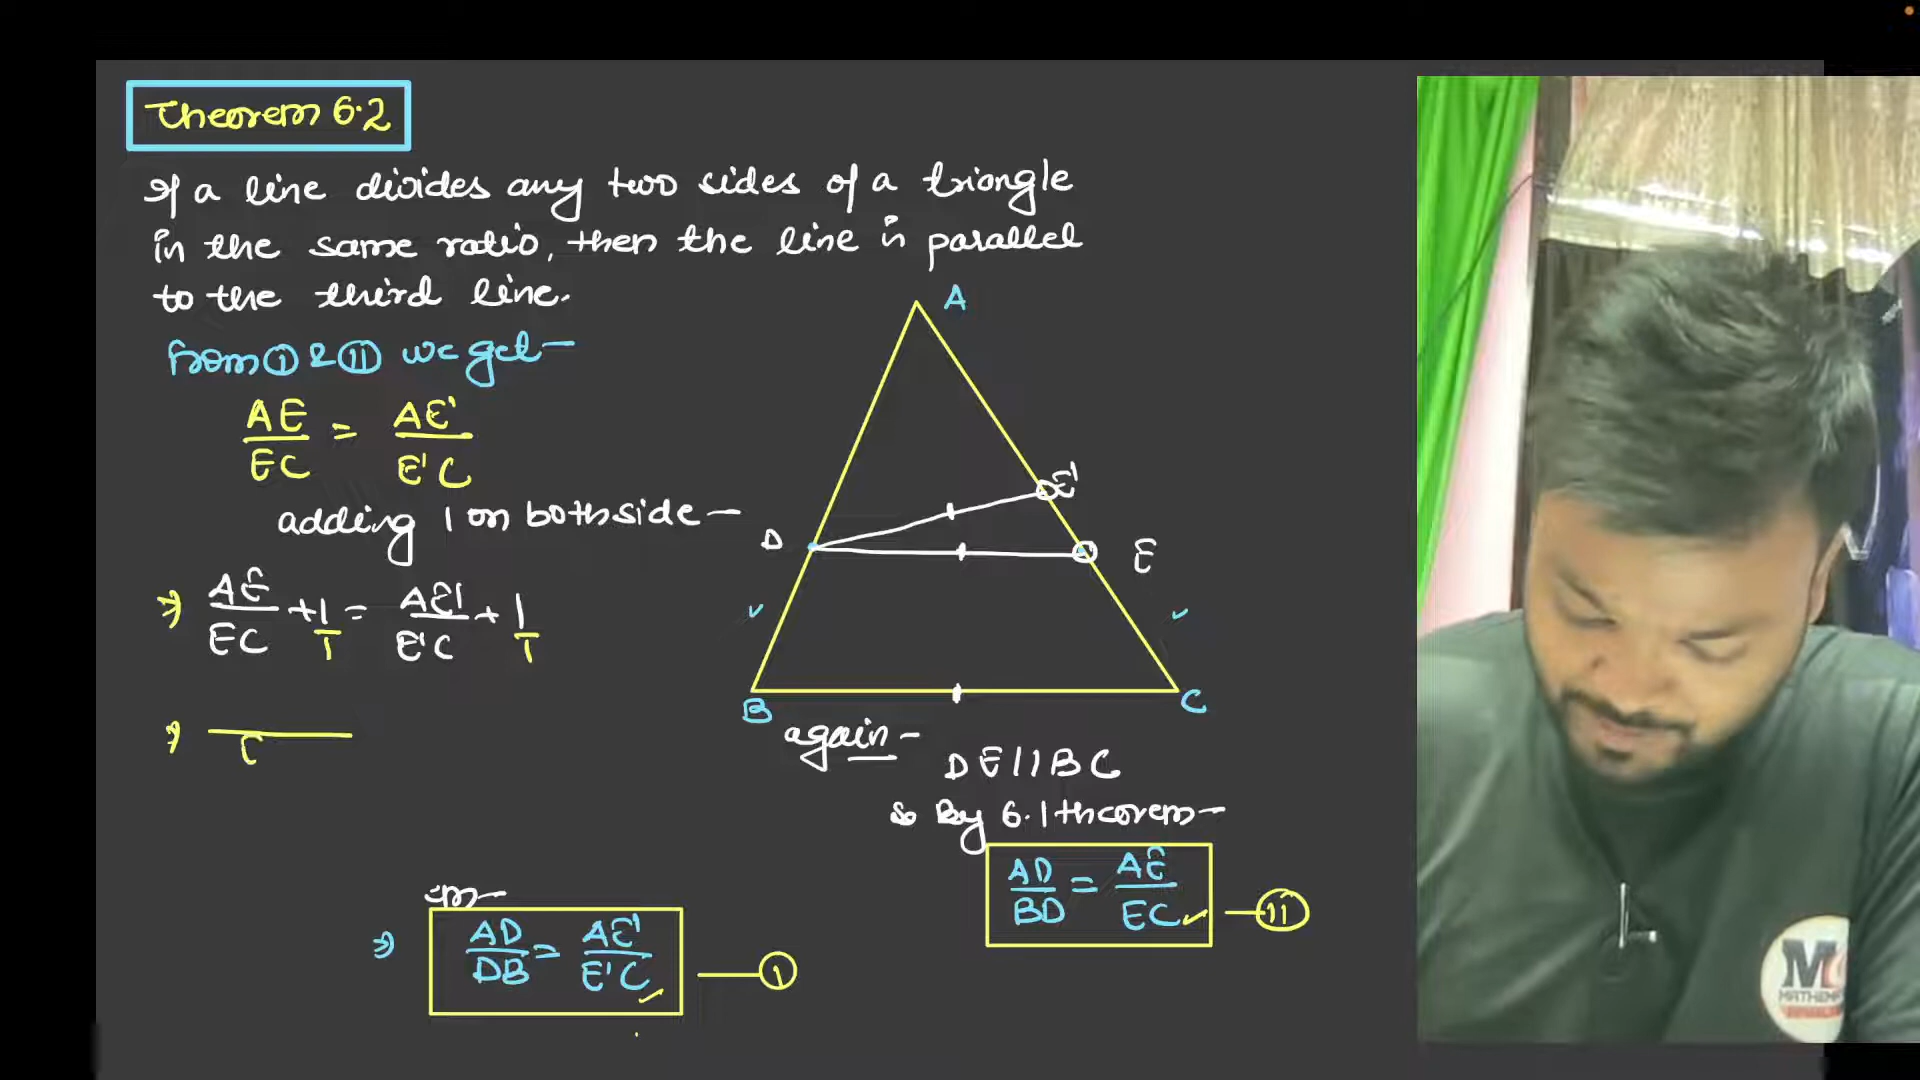 Theorem 6.2
If a line divides any two sides of a triangle
in the same ratio, then the line is parallel
to the third line.
from ① & ⑪ we get-
AE/EC = AE'/E'C
adding 1 on both side-
⇒ AE/EC + 1/1 = AE'/E'C + 1/1
⇒
A
E'
D
E
B
C
again-
DE||BC
So By 6.1 theorem-
AD/BD = AE/EC ✓ — ⑪
⇒ AD/DB = AE'/E'C ✓ — ①
M
MATHEM